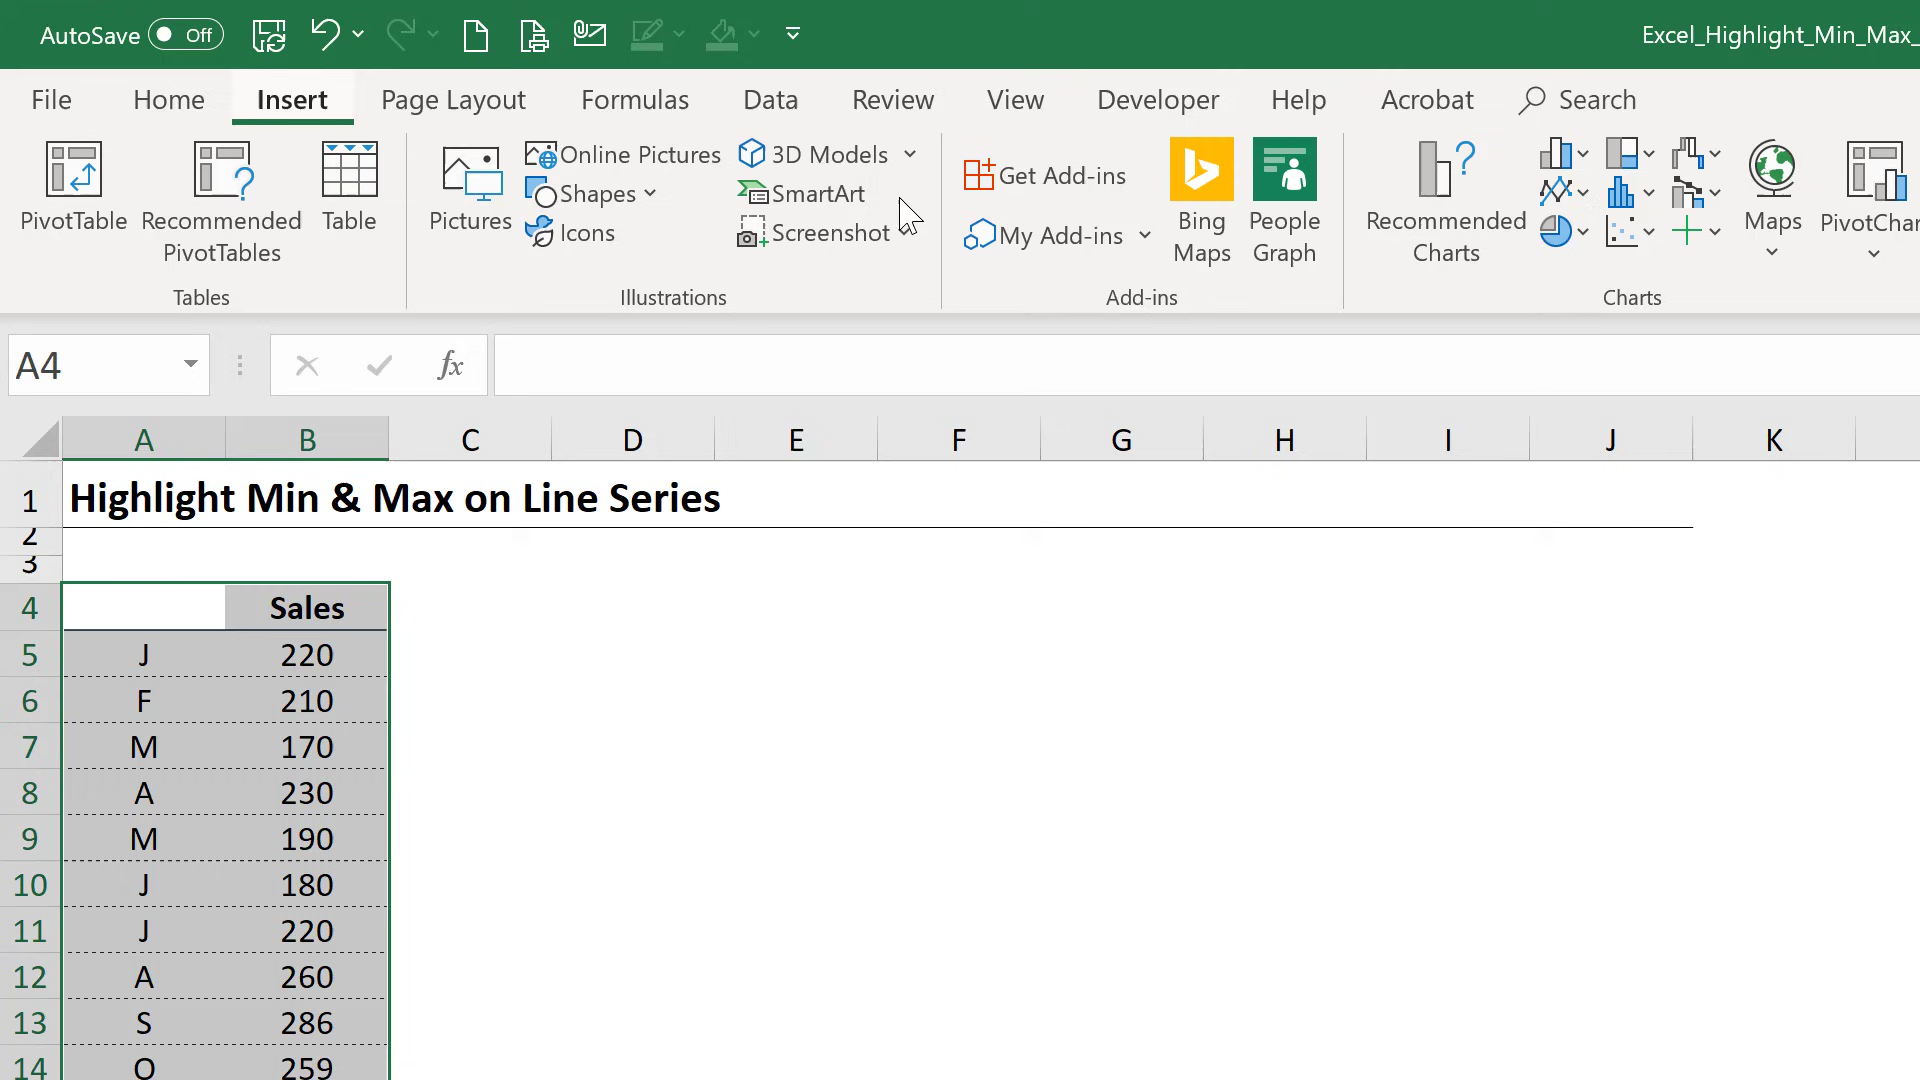 AutoSave Off Excel_Highlight_Min_Max_
File Home Insert Page Layout Formulas Data Review View Developer Help Acrobat Search
PivotTable
Recommended
PivotTables
Table
Tables
Pictures
Online Pictures
Shapes
Icons
3D Models
SmartArt
Screenshot
Illustrations
Get Add-ins
My Add-ins
Bing
Maps
People
Graph
Add-ins
Recommended
Charts
Maps
PivotChar
Charts
A4 fx
A B C D E F G H I J K
1 Highlight Min & Max on Line Series
2
3
4 Sales
5 J 220
6 F 210
7 M 170
8 A 230
9 M 190
10 J 180
11 J 220
12 A 260
13 S 286
14 O 259